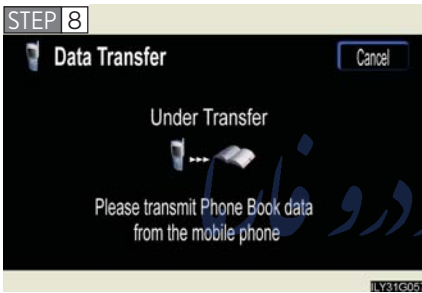 STEP 8
Data Transfer
Cancel
Under Transfer
Please transmit Phone Book data
from the mobile phone
ILY31G057